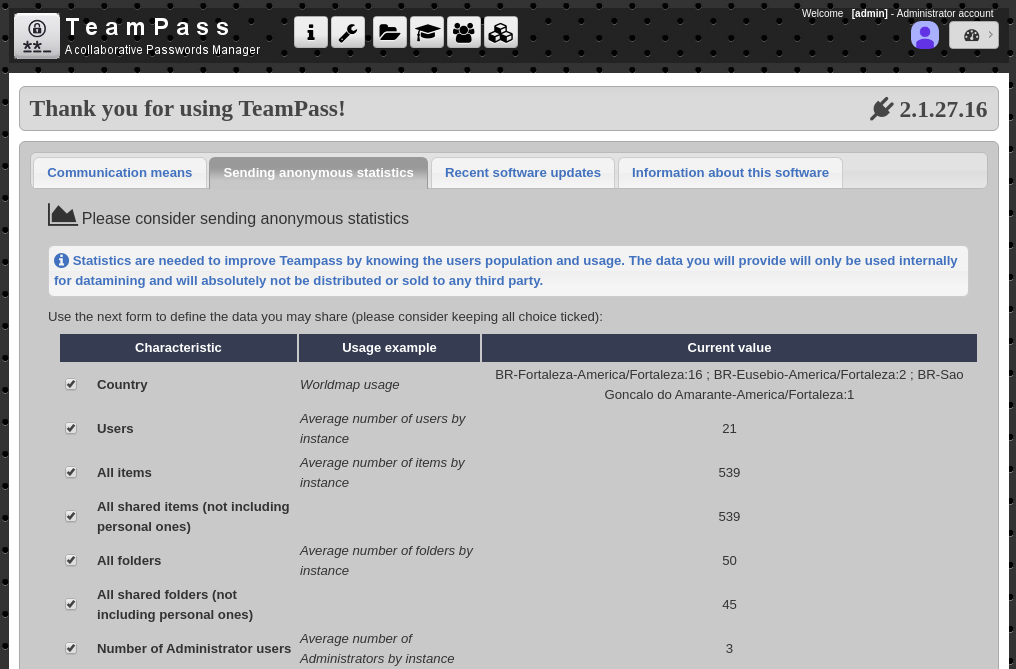 Welcome [admin] - Administrator account
TeamPass
A collaborative Passwords Manager
Thank you for using TeamPass!
2.1.27.16
Communication means
Sending anonymous statistics
Recent software updates
Information about this software
Please consider sending anonymous statistics
Statistics are needed to improve Teampass by knowing the users population and usage. The data you will provide will only be used internally
for datamining and will absolutely not be distributed or sold to any third party.
Use the next form to define the data you may share (please consider keeping all choice ticked):
Characteristic Usage example Current value
Country Worldmap usage BR-Fortaleza-America/Fortaleza:16 ; BR-Eusebio-America/Fortaleza:2 ; BR-Sao
Goncalo do Amarante-America/Fortaleza:1
Users Average number of users by
instance
21
All items Average number of items by
instance
539
All shared items (not including
personal ones)
539
All folders Average number of folders by
instance
50
All shared folders (not
including personal ones)
45
Number of Administrator users Average number of
Administrators by instance
3